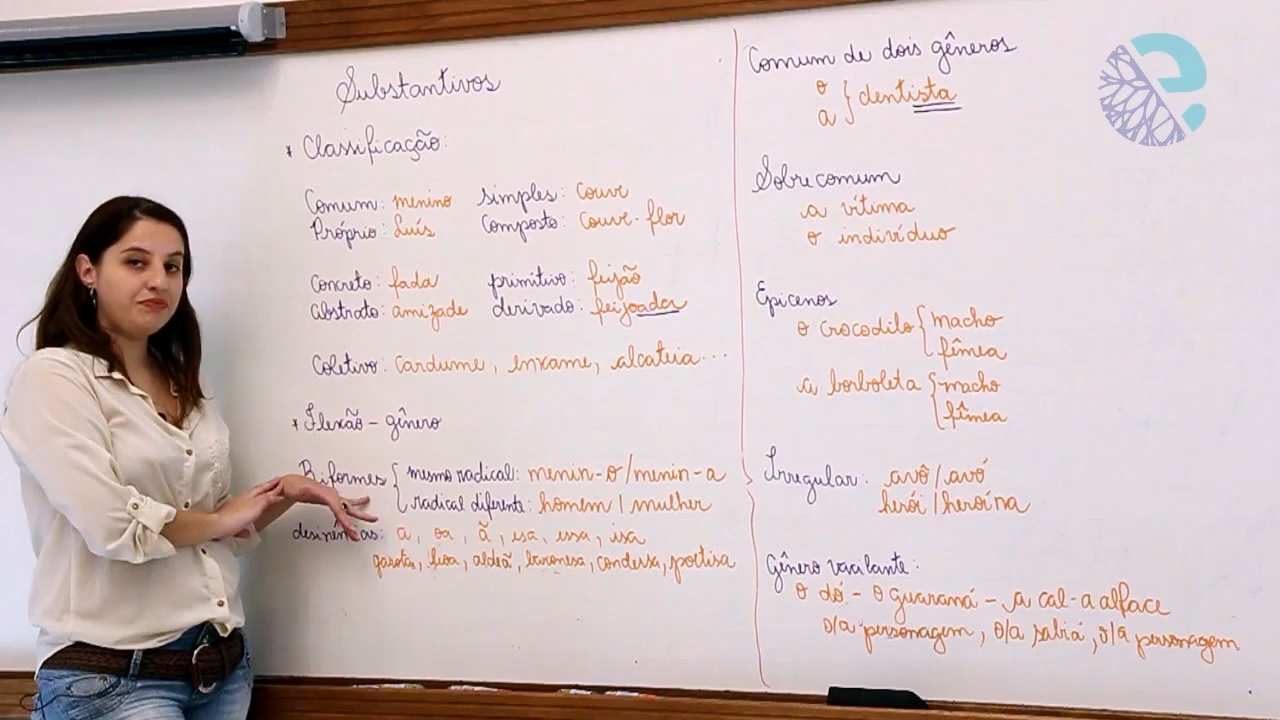 Substantivos
* Classificação:
Comum: menino simples: couve
Próprio: Luís composto: couve-flor
Concreto: fada primitivo: feijão
Abstrato: amizade derivado: feijoada
Coletivo: cardume, enxame, alcateia...
* Flexão - gênero
Biformes { mesmo radical: menin-o/menin-a
radical diferente: homem / mulher
desinências: a, oa, ã, esa, essa, isa
garota, leoa, aldeã, baronesa, condessa, poetisa
Comum de dois gêneros
o
a } dentista
Sobrecomum
a vítima
o indivíduo
Epicenos
o crocodilo { macho
fêmea
a borboleta { macho
fêmea
Irregular: avô/avó
herói / heroína
Gênero vacilante:
o dó - o guaraná - a cal - a alface
o/a personagem, o/a sabiá, o/a personagem